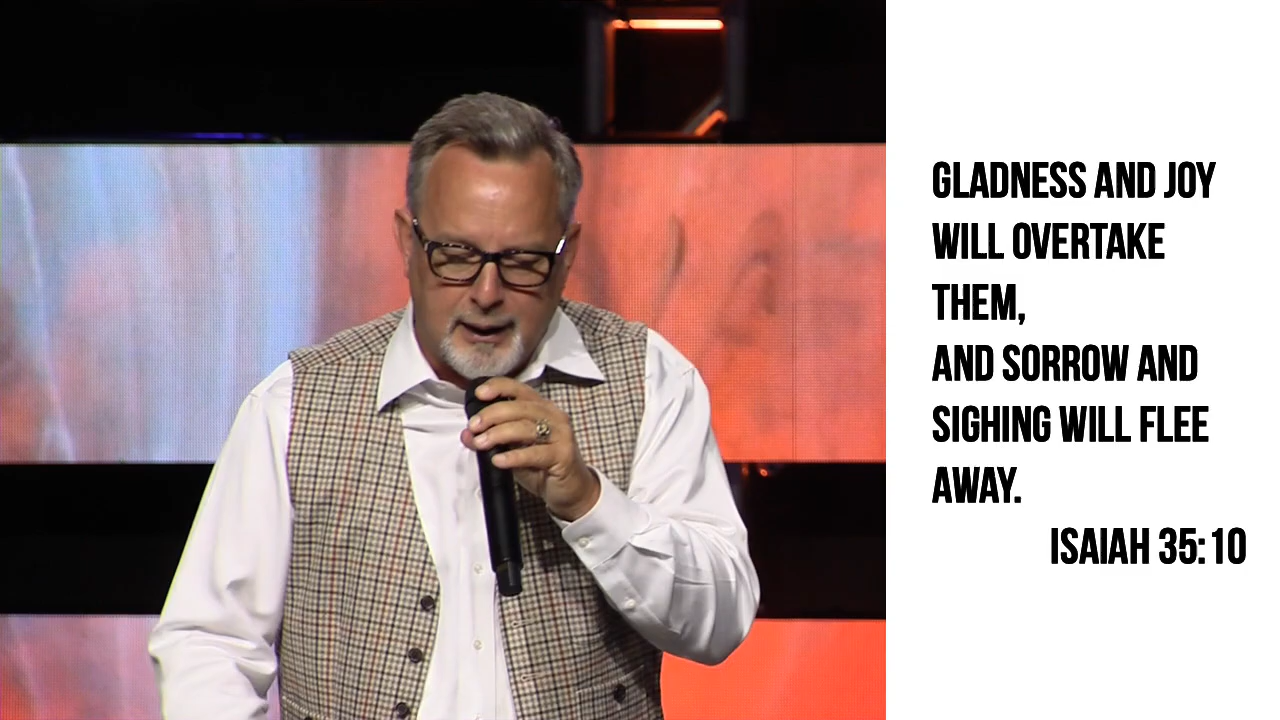 GLADNESS AND JOY
WILL OVERTAKE
THEM,
AND SORROW AND
SIGHING WILL FLEE
AWAY.
ISAIAH 35:10